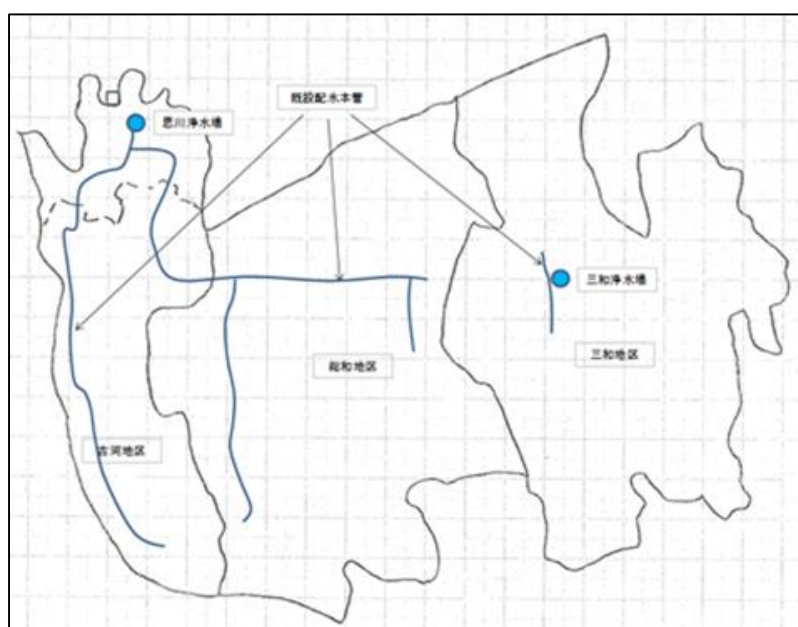 既設配水本管
思川浄水場
三和浄水場
三和地区
総和地区
古河地区